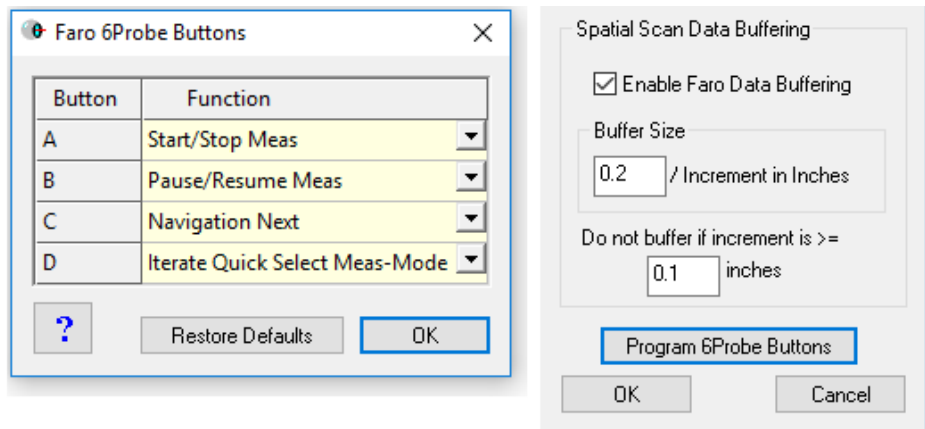 Faro 6Probe Buttons
Button Function
A Start/Stop Meas
B Pause/Resume Meas
C Navigation Next
D Iterate Quick Select Meas-Mode
? Restore Defaults OK
Spatial Scan Data Buffering
Enable Faro Data Buffering
Buffer Size
0.2 / Increment in Inches
Do not buffer if increment is >=
0.1 inches
Program 6Probe Buttons
OK Cancel